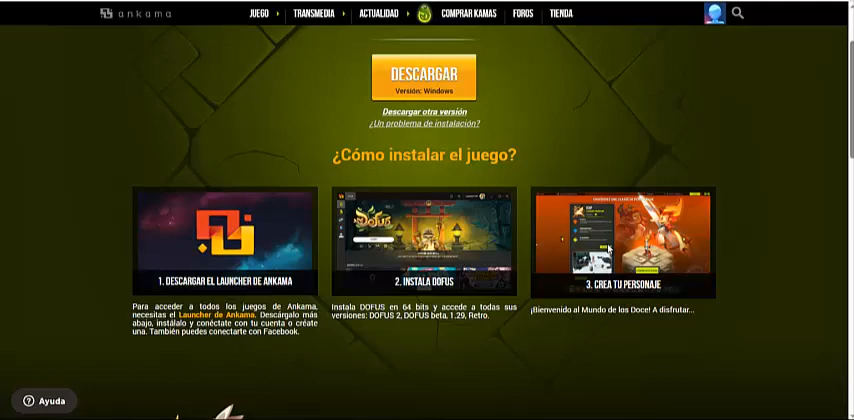 ankama
JUEGO
TRANSMEDIA
ACTUALIDAD
COMPRAR KAMAS
FOROS
TIENDA
DESCARGAR
Versión: Windows
Descargar otra versión
¿Un problema de instalación?
¿Cómo instalar el juego?
DOFUS
1. DESCARGAR EL LAUNCHER DE ANKAMA
2. INSTALA DOFUS
3. CREA TU PERSONAJE
Para acceder a todos los juegos de Ankama,
necesitas el Launcher de Ankama. Descárgalo más
abajo, instálalo y conéctate con tu cuenta o créate
una. También puedes conectarte con Facebook.
Instala DOFUS en 64 bits y accede a todas sus
versiones: DOFUS 2, DOFUS beta, 1.29, Retro.
¡Bienvenido al Mundo de los Doce! A disfrutar...
Ayuda